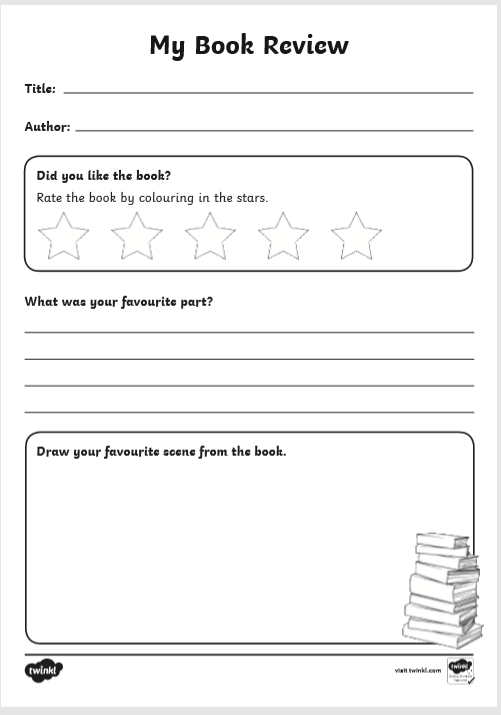 My Book Review
Title:
Author:
Did you like the book?
Rate the book by colouring in the stars.
What was your favourite part?
Draw your favourite scene from the book.
twinkl
visit twinkl.com
twinkl